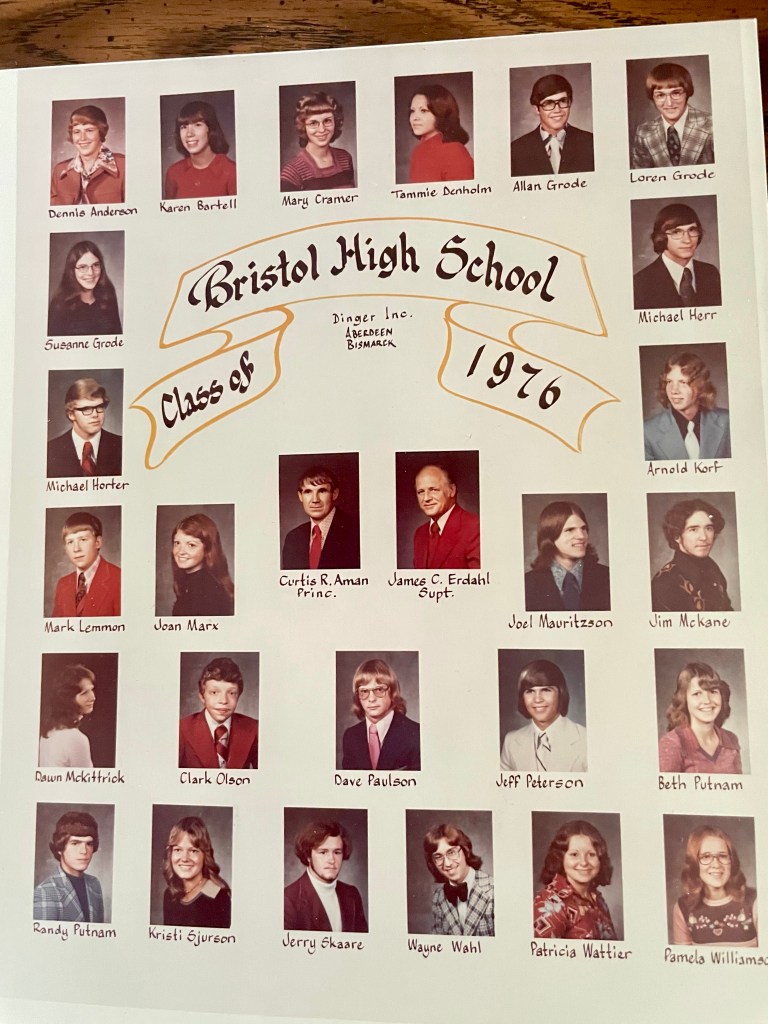 Dennis Anderson
Karen Bartell
Mary Cramer
Tammie Denholm
Allan Grode
Loren Grode
Bristol High School
Class of
1976
Dinger Inc.
ABERDEEN
BISMARCK
Susanne Grode
Michael Herr
Michael Horter
Arnold Korf
Curtis R. Aman
Princ.
James C. Erdahl
Supt.
Mark Lemmon
Joan Marx
Joel Mauritzson
Jim McKane
Dawn McKittrick
Clark Olson
Dave Paulson
Jeff Peterson
Beth Putnam
Randy Putnam
Kristi Sjurson
Jerry Skaare
Wayne Wahl
Patricia Wattier
Pamela